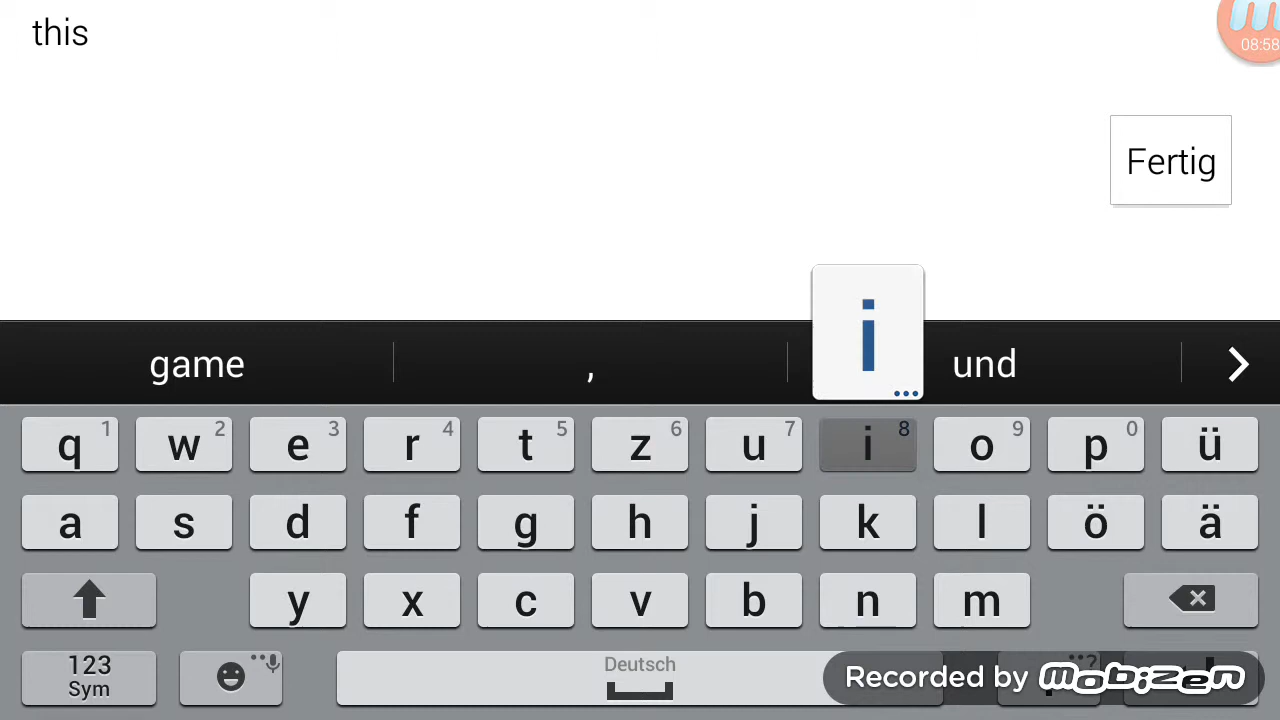 this
08:58
Fertig
i
game , und
q 1 w 2 e 3 r 4 t 5 z 6 u 7 i 8 o 9 p 0 ü
a s d f g h j k l ö ä
y x c v b n m
123
Sym
Deutsch
?
Recorded by mobizen